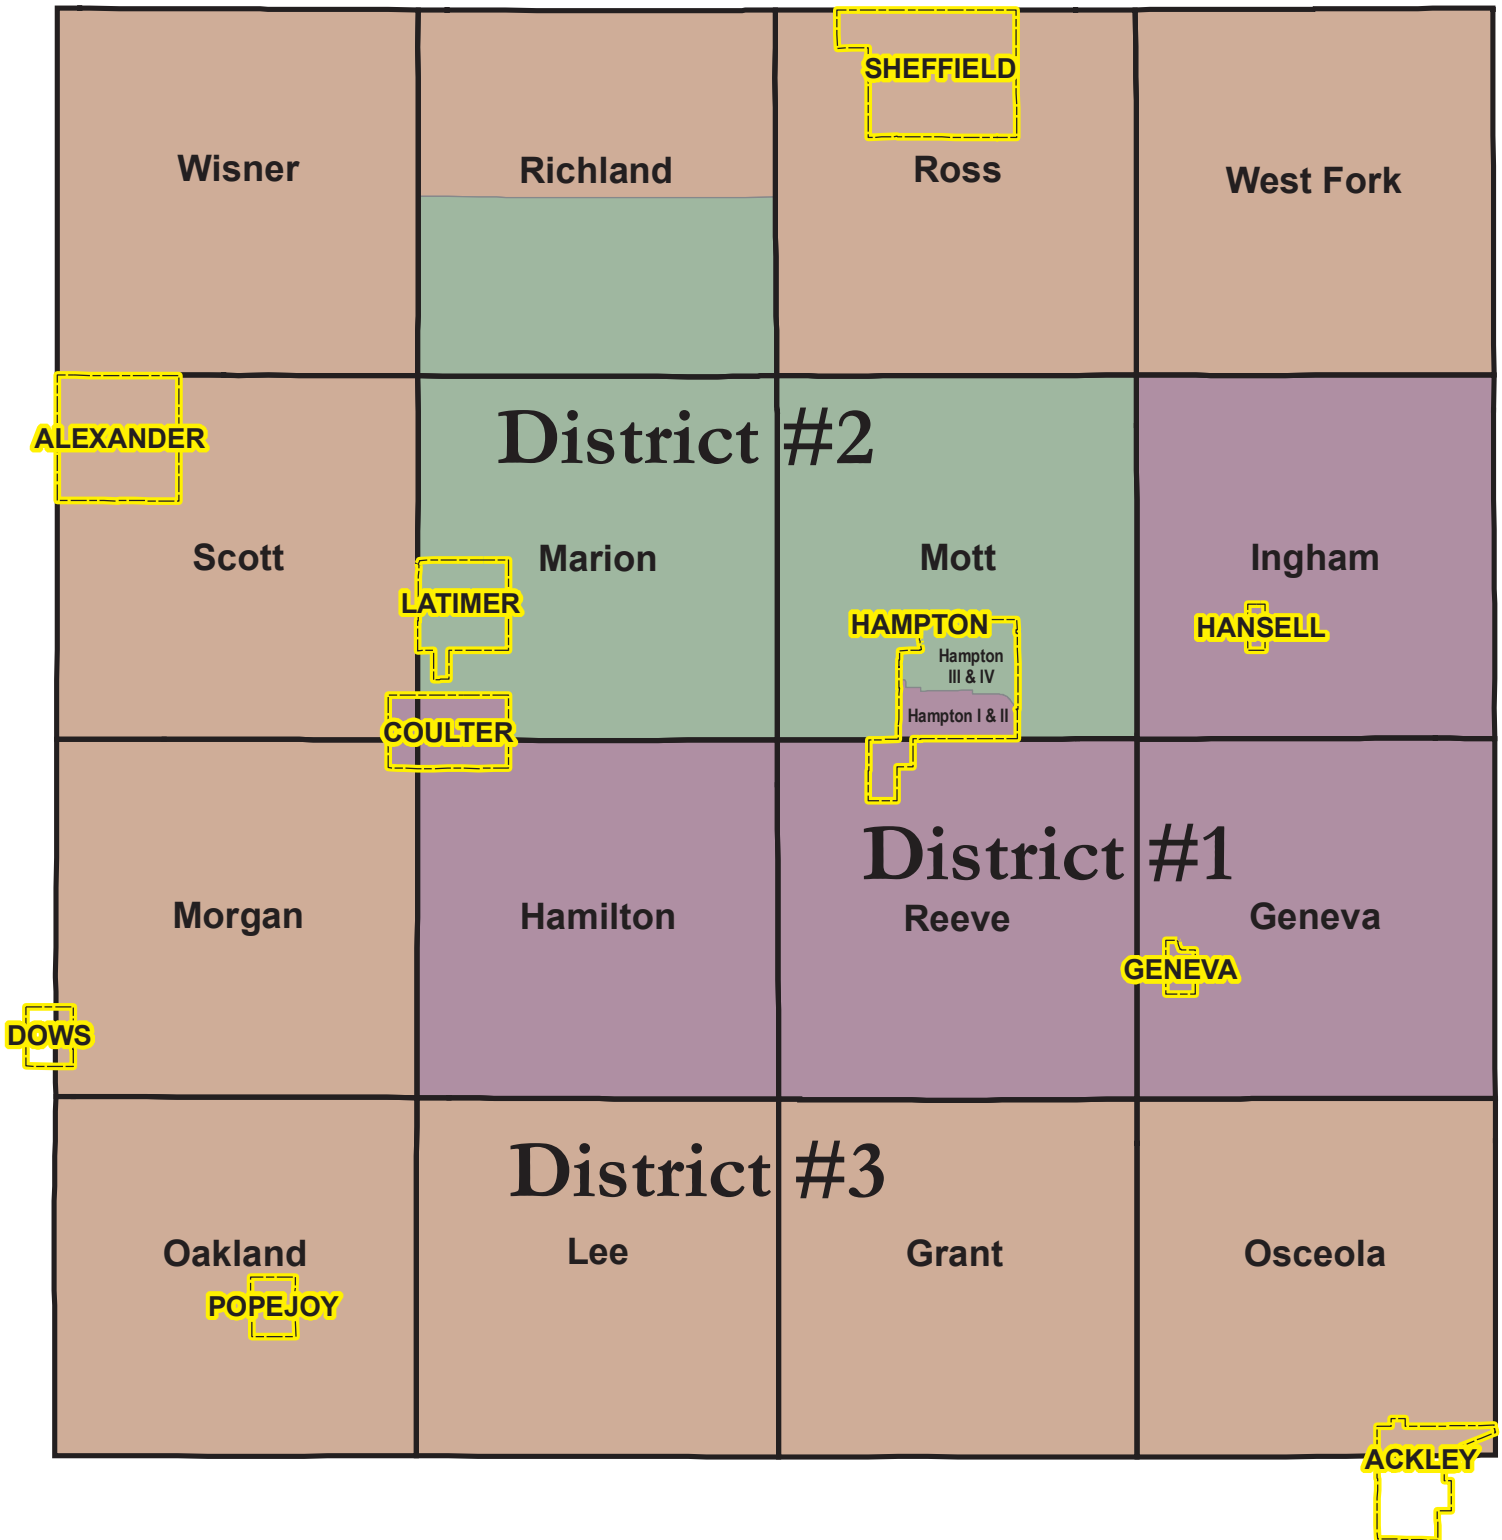 SHEFFIELD
Wisner
Richland
Ross
West Fork
ALEXANDER
District #2
Scott
Marion
Mott
Ingham
LATIMER
HAMPTON
HANSELL
Hampton
III & IV
Hampton I & II
COULTER
District #1
Morgan
Hamilton
Reeve
Geneva
GENEVA
DOWS
District #3
Oakland
Lee
Grant
Osceola
POPEJOY
ACKLEY